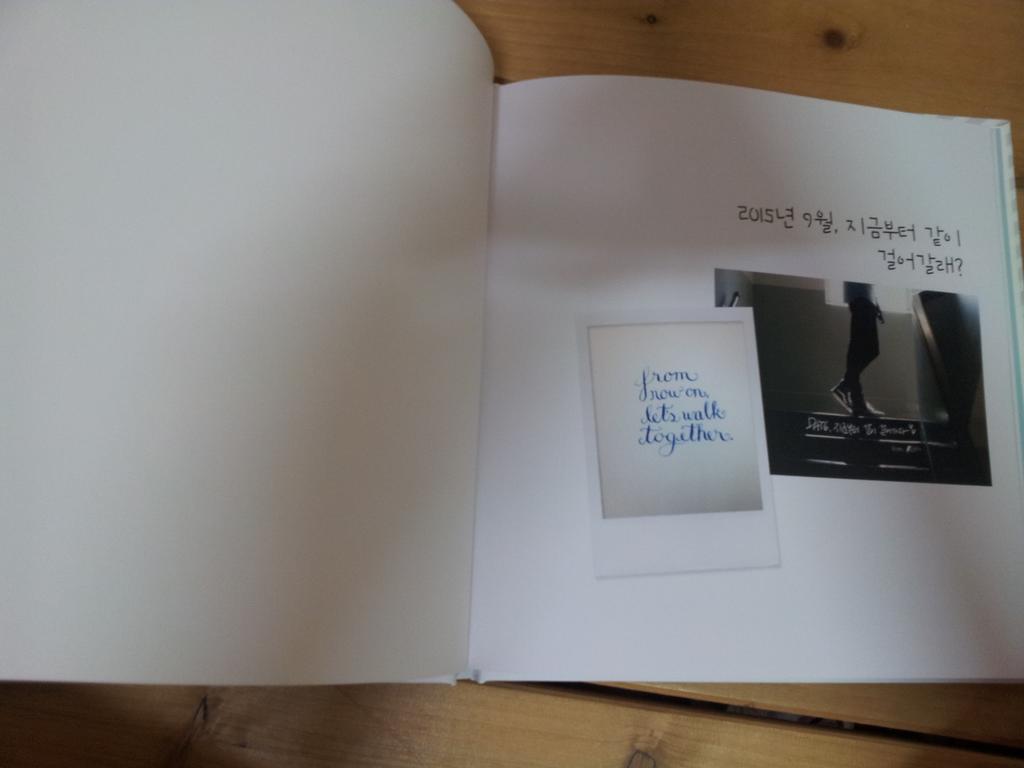 2015년 9월, 지금부터 같이
걸어갈래?
from
now on,
let's walk
together.